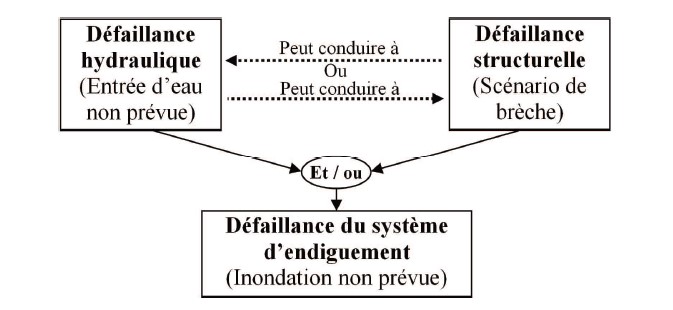 Défaillance
hydraulique
(Entrée d'eau
non prévue)
Peut conduire à
Ou
Peut conduire à
Défaillance
structurelle
(Scénario de
brèche)
Et / ou
Défaillance du système
d'endiguement
(Inondation non prévue)